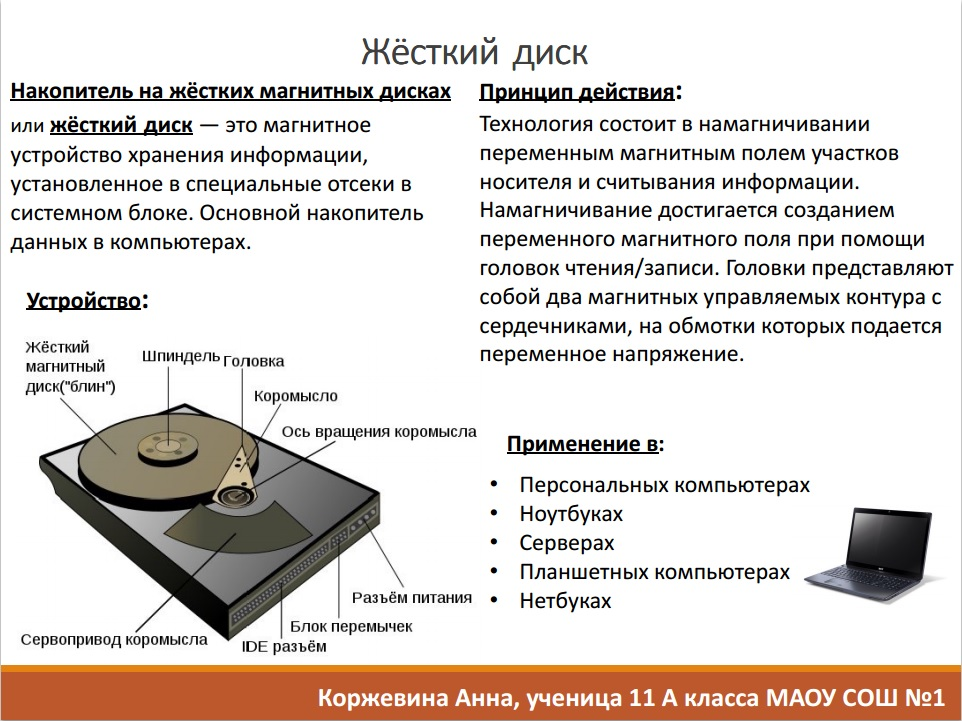 Жёсткий диск
Накопитель на жёстких магнитных дисках
или жёсткий диск — это магнитное
устройство хранения информации,
установленное в специальные отсеки в
системном блоке. Основной накопитель
данных в компьютерах.
Устройство:
Жёсткий
магнитный
диск("блин")
Шпиндель
Головка
Коромысло
Ось вращения коромысла
Разъём питания
Блок перемычек
IDE разъём
Сервопривод коромысла
Принцип действия:
Технология состоит в намагничивании
переменным магнитным полем участков
носителя и считывания информации.
Намагничивание достигается созданием
переменного магнитного поля при помощи
головок чтения/записи. Головки представляют
собой два магнитных управляемых контура с
сердечниками, на обмотки которых подается
переменное напряжение.
Применение в:
• Персональных компьютерах
• Ноутбуках
• Серверах
• Планшетных компьютерах
• Нетбуках
Коржевина Анна, ученица 11 А класса МАОУ СОШ №1